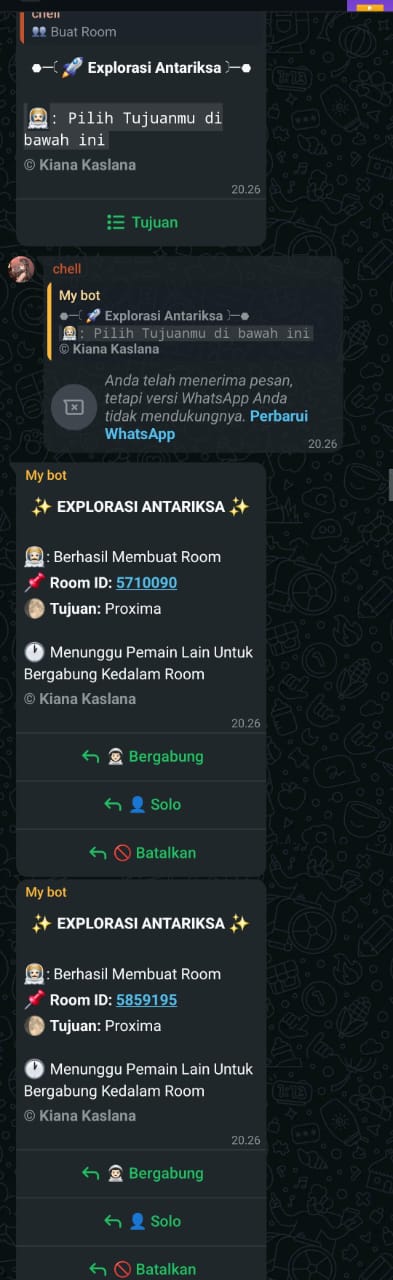 chell
👥 Buat Room
●─〔 🚀 Explorasi Antariksa 〕─●
👩🏻‍🚀: Pilih Tujuanmu di
bawah ini
© Kiana Kaslana
20.26
Tujuan
chell
My bot
●─〔 🚀 Explorasi Antariksa 〕─●
👩🏻‍🚀: Pilih Tujuanmu di bawah ini
© Kiana Kaslana
Anda telah menerima pesan,
tetapi versi WhatsApp Anda
tidak mendukungnya. Perbarui
WhatsApp
20.26
My bot
✨ EXPLORASI ANTARIKSA ✨
👩🏻‍🚀: Berhasil Membuat Room
📌 Room ID: 5710090
🌕 Tujuan: Proxima
🕐 Menunggu Pemain Lain Untuk
Bergabung Kedalam Room
© Kiana Kaslana
20.26
👩🏻‍🚀 Bergabung
👤 Solo
🚫 Batalkan
My bot
✨ EXPLORASI ANTARIKSA ✨
👩🏻‍🚀: Berhasil Membuat Room
📌 Room ID: 5859195
🌕 Tujuan: Proxima
🕐 Menunggu Pemain Lain Untuk
Bergabung Kedalam Room
© Kiana Kaslana
20.26
👩🏻‍🚀 Bergabung
👤 Solo
🚫 Batalkan